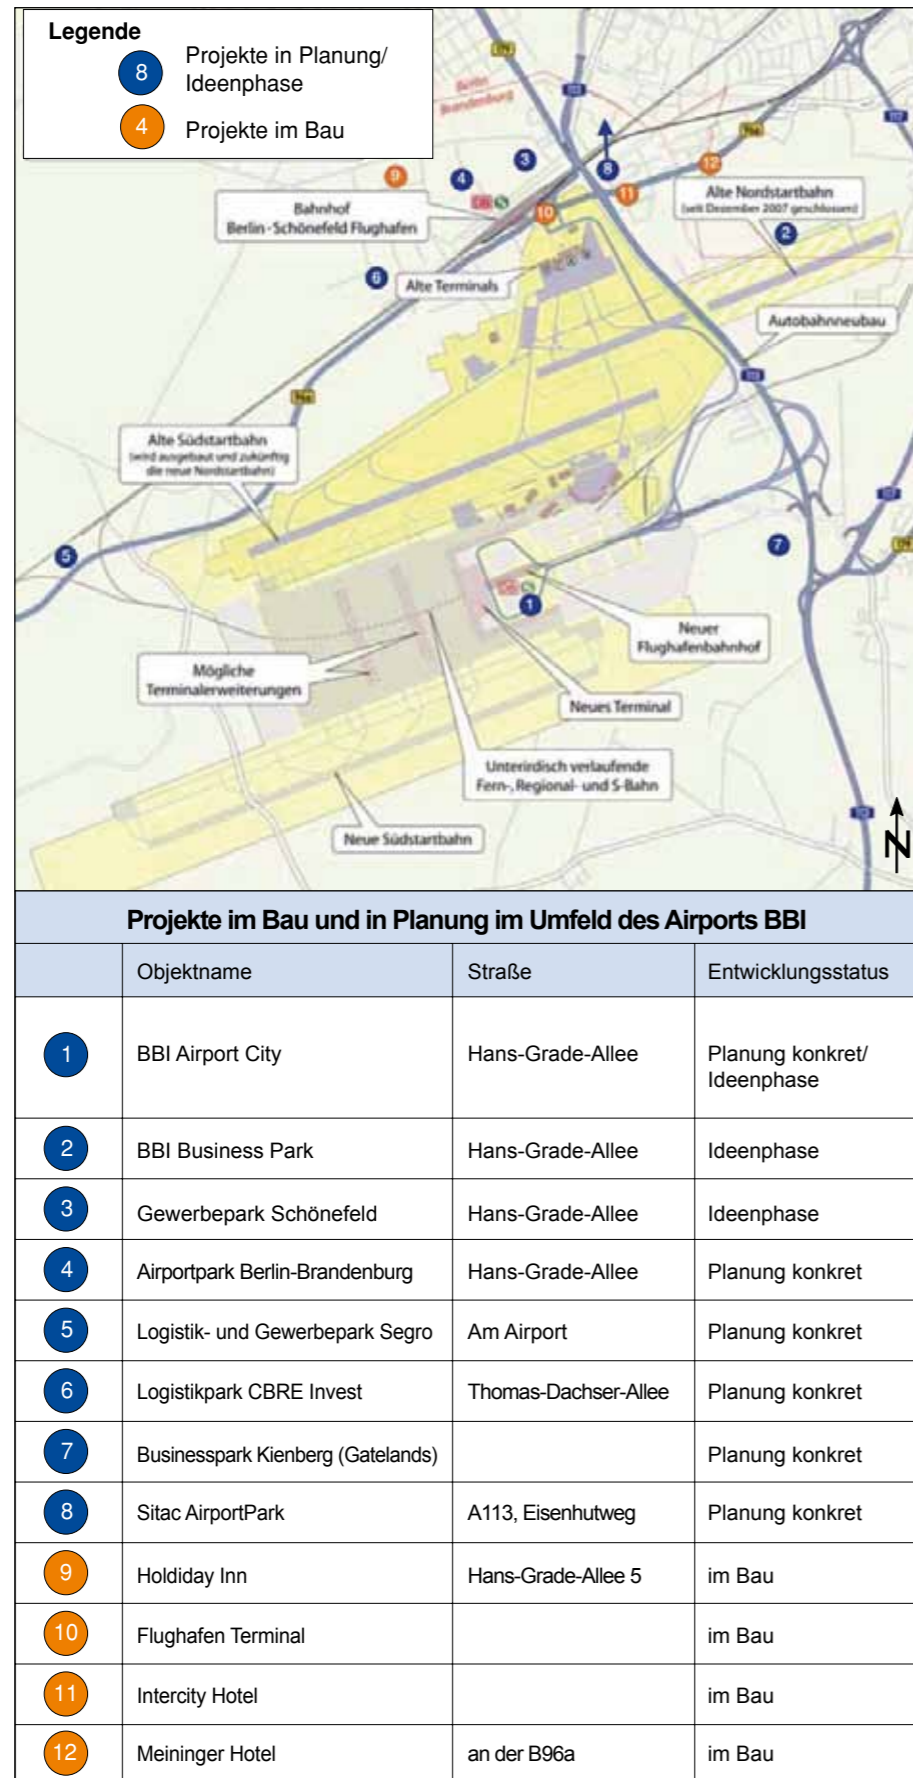 Legende
8 Projekte in Planung/
Ideenphase
4 Projekte im Bau
Berlin
Brandenburg
9
4
3
8
12
11
10
Bahnhof
Berlin-Schönefeld Flughafen
Alte Nordstartbahn
(seit Dezember 2007 geschlossen)
2
6
Alte Terminals
Autobahnneubau
Alte Südstartbahn
(wird ausgebaut und zukünftig
die neue Nordstartbahn)
5
7
1
Neuer
Flughafenbahnhof
Mögliche
Terminalerweiterungen
Neues Terminal
Unterirdisch verlaufende
Fern-, Regional- und S-Bahn
Neue Südstartbahn
N
Projekte im Bau und in Planung im Umfeld des Airports BBI
Objektname Straße Entwicklungsstatus
1 BBI Airport City Hans-Grade-Allee Planung konkret/
Ideenphase
2 BBI Business Park Hans-Grade-Allee Ideenphase
3 Gewerbepark Schönefeld Hans-Grade-Allee Ideenphase
4 Airportpark Berlin-Brandenburg Hans-Grade-Allee Planung konkret
5 Logistik- und Gewerbepark Segro Am Airport Planung konkret
6 Logistikpark CBRE Invest Thomas-Dachser-Allee Planung konkret
7 Businesspark Kienberg (Gatelands) Planung konkret
8 Sitac AirportPark A113, Eisenhutweg Planung konkret
9 Holdiday Inn Hans-Grade-Allee 5 im Bau
10 Flughafen Terminal im Bau
11 Intercity Hotel im Bau
12 Meininger Hotel an der B96a im Bau